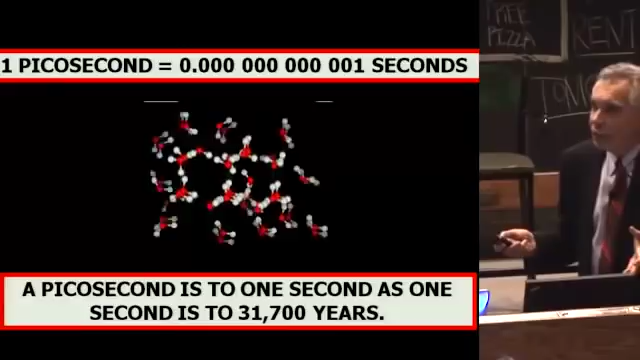 1 PICOSECOND = 0.000 000 000 001 SECONDS
FREE
PIZZA
RENT
TOMO
A PICOSECOND IS TO ONE SECOND AS ONE
SECOND IS TO 31,700 YEARS.